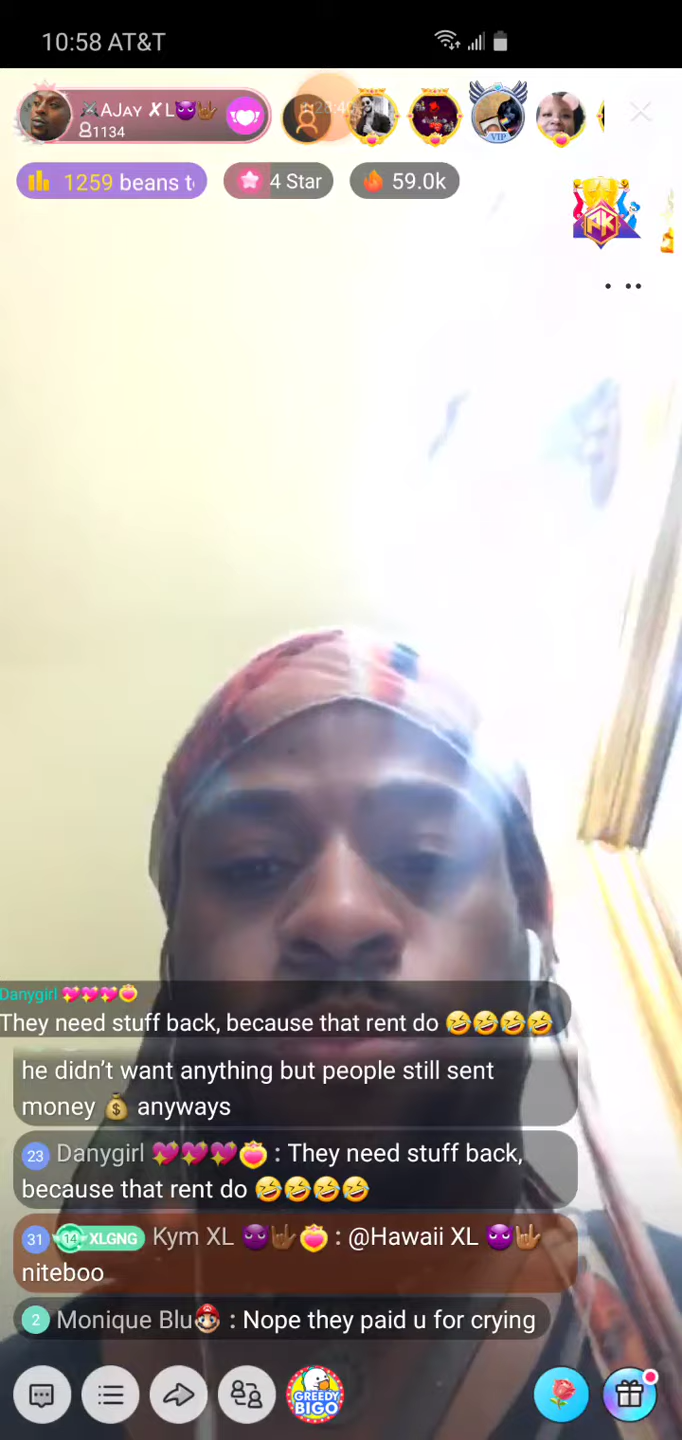 10:58 AT&T
⚔️AJay ✗L😈🤟🏾
1134
VIP
1259 beans t
4 Star
59.0k
PK
Danygirl 💖💖💖😍
They need stuff back, because that rent do 🤣🤣🤣🤣
he didn't want anything but people still sent
money 💰 anyways
23 Danygirl 💖💖💖😍 : They need stuff back,
because that rent do 🤣🤣🤣🤣
31 14 XLGNG Kym XL 😈🤟🏾😍 : @Hawaii XL 😈🤟🏾
niteboo
2 Monique Blu : Nope they paid u for crying
GREEDY
BIGO